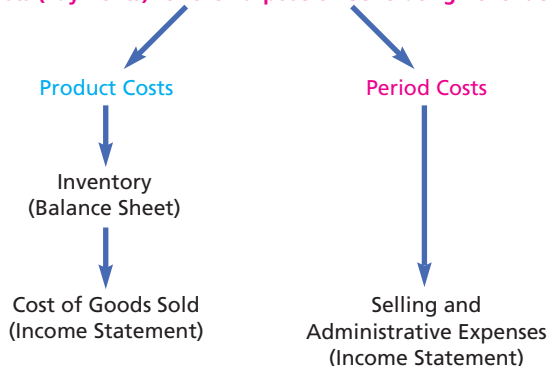 Product Costs
Period Costs
Inventory
(Balance Sheet)
Cost of Goods Sold
(Income Statement)
Selling and
Administrative Expenses
(Income Statement)